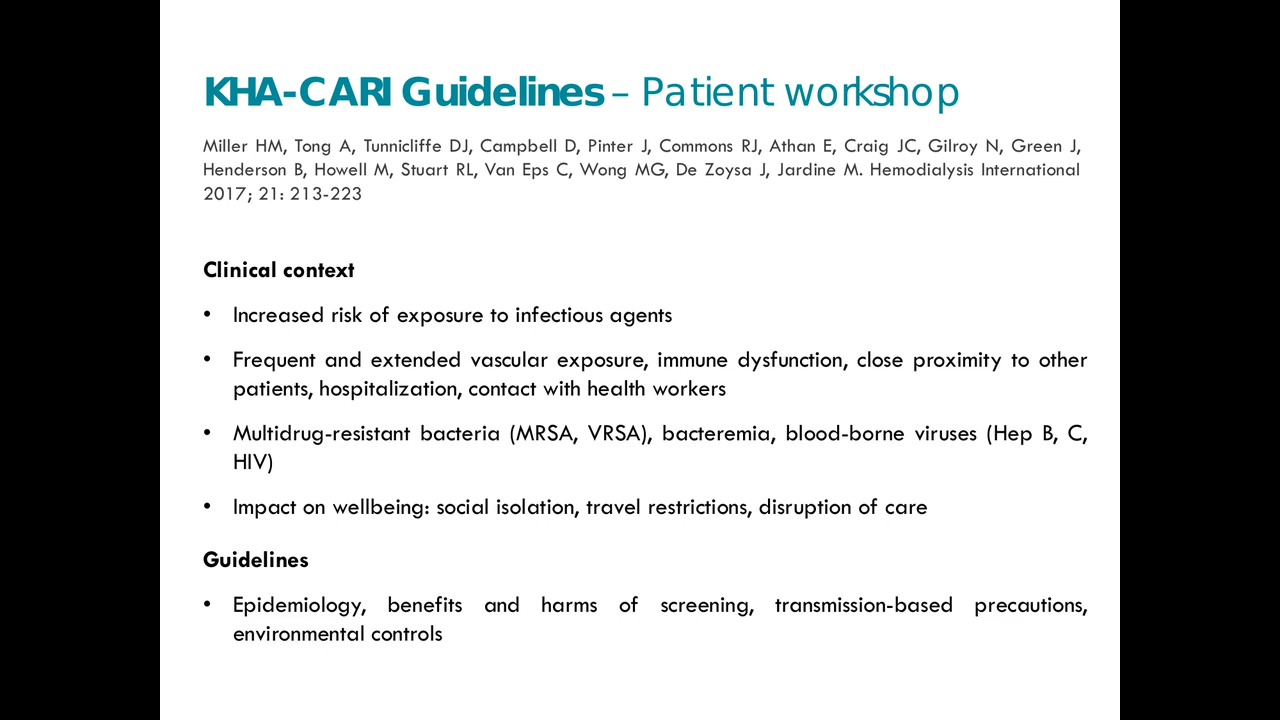 KHA-CARI Guidelines – Patient workshop
Miller HM, Tong A, Tunnicliffe DJ, Campbell D, Pinter J, Commons RJ, Athan E, Craig JC, Gilroy N, Green J,
Henderson B, Howell M, Stuart RL, Van Eps C, Wong MG, De Zoysa J, Jardine M. Hemodialysis International
2017; 21: 213-223
Clinical context
• Increased risk of exposure to infectious agents
• Frequent and extended vascular exposure, immune dysfunction, close proximity to other
patients, hospitalization, contact with health workers
• Multidrug-resistant bacteria (MRSA, VRSA), bacteremia, blood-borne viruses (Hep B, C,
HIV)
• Impact on wellbeing: social isolation, travel restrictions, disruption of care
Guidelines
• Epidemiology, benefits and harms of screening, transmission-based precautions,
environmental controls